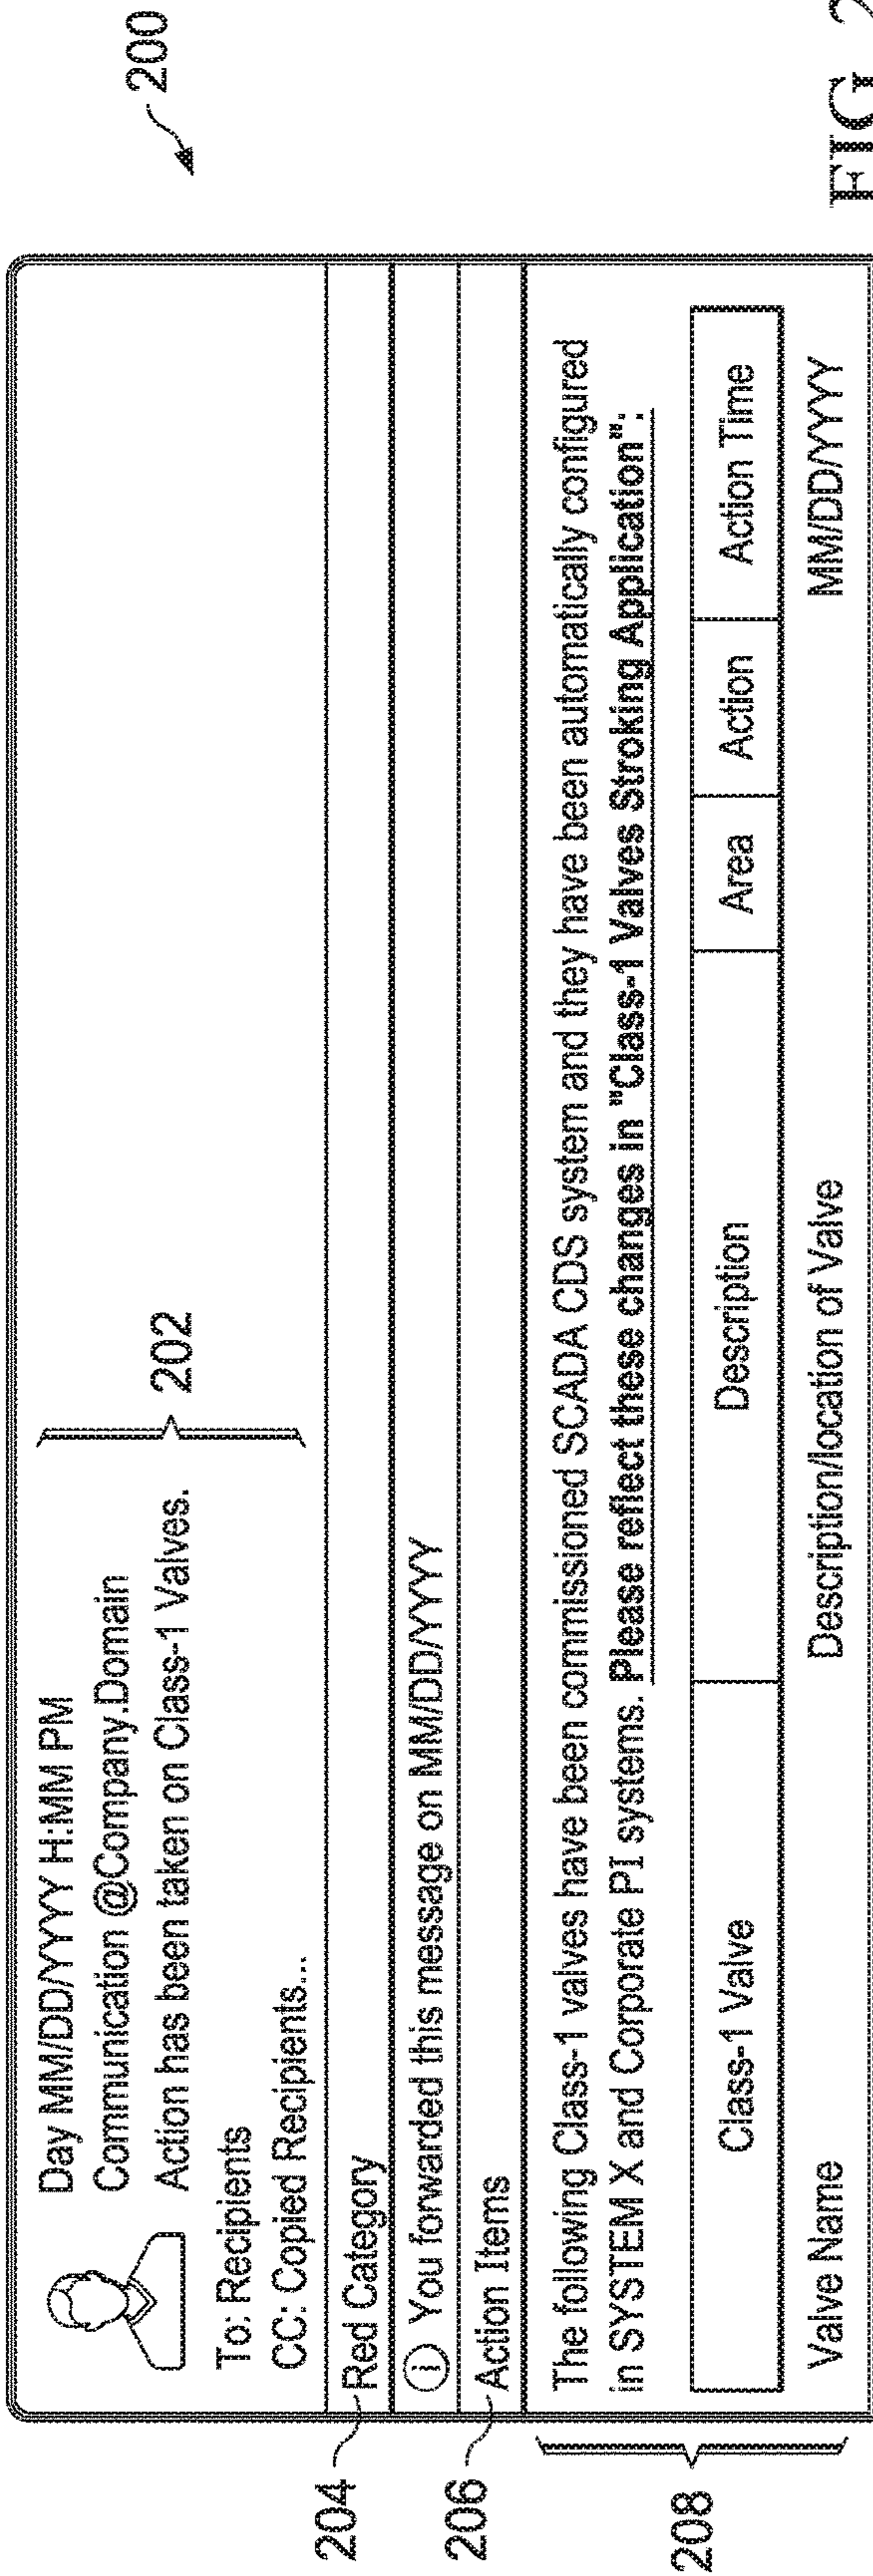 200
Day MM/DD/YYYY H:MM PM
Communication @Company.Domain
Action has been taken on Class-1 Valves.
202
To: Recipients
CC: Copied Recipients...
204
Red Category
i You forwarded this message on MM/DD/YYYY
206
Action Items
208
The following Class-1 valves have been commissioned SCADA CDS system and they have been automatically configured
in SYSTEM X and Corporate PI systems. Please reflect these changes in "Class-1 Valves Stroking Application":
Class-1 Valve Description Area Action Action Time
Valve Name Description/location of Valve MM/DD/YYYY
FIG. 2